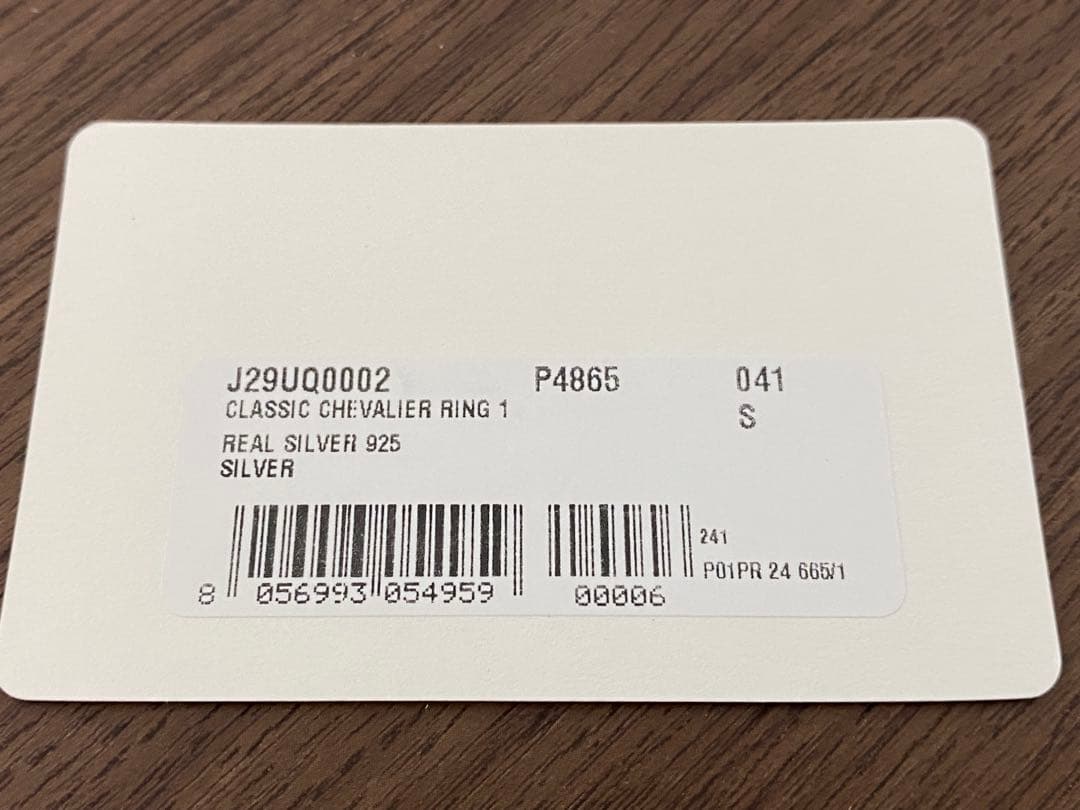 J29UQ0002 P4865 041
CLASSIC CHEVALIER RING 1 S
REAL SILVER 925
SILVER
241
P01PR 24 665/1
8 056993 054959 00006